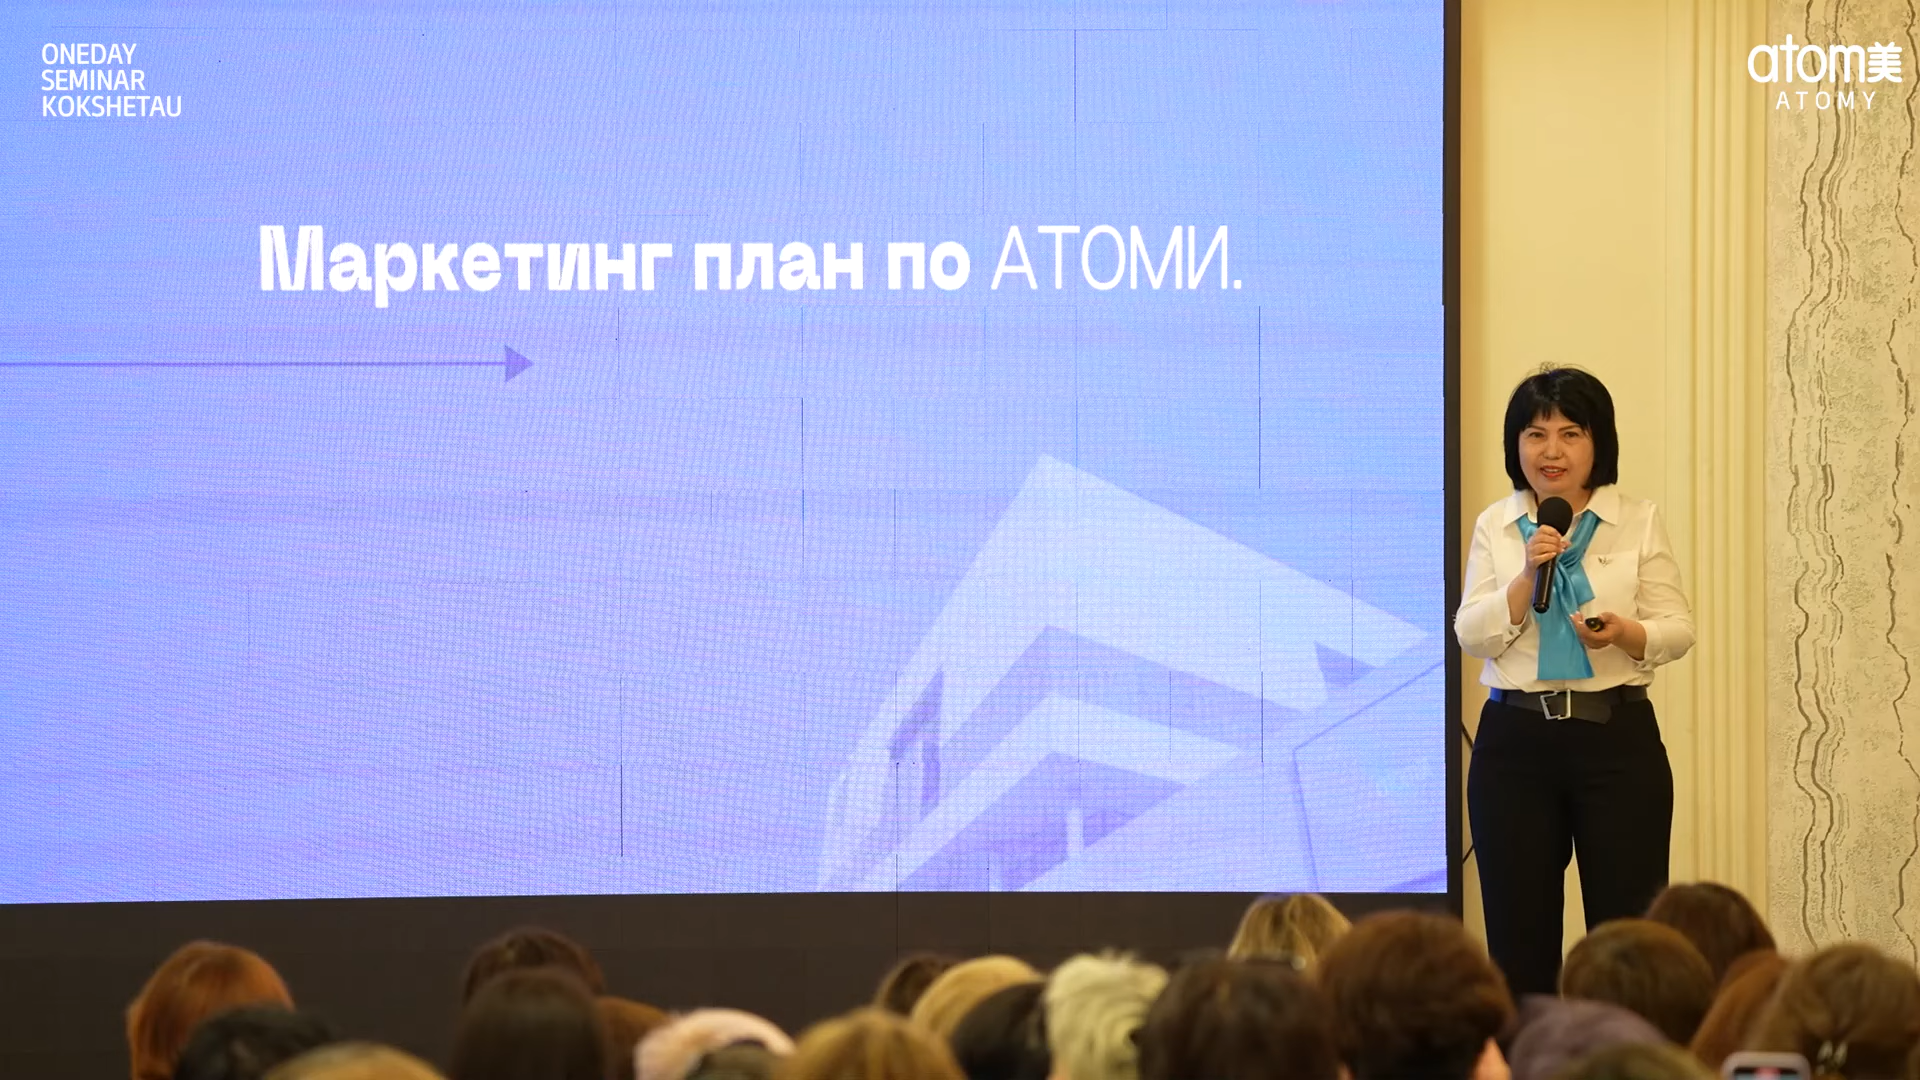 ONEDAY
SEMINAR
KOKSHETAU
atom美
ATOMY
Маркетинг план по АТОМИ.